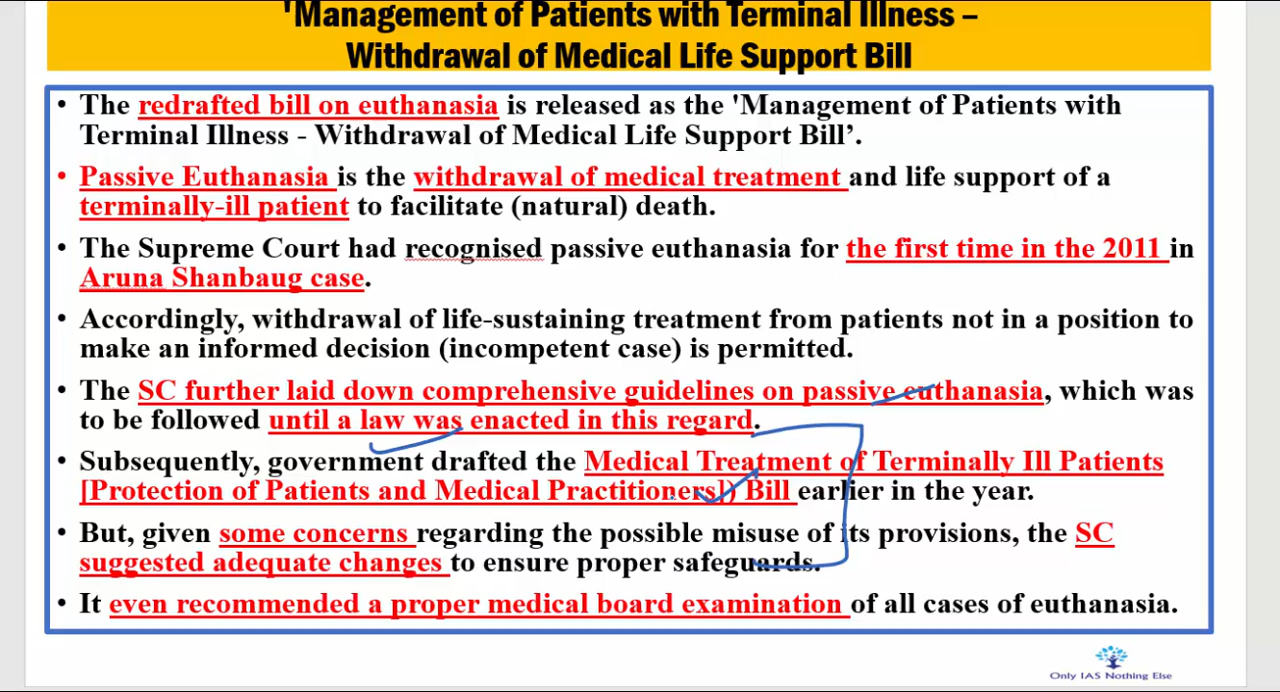 'Management of Patients with Terminal Illness –
Withdrawal of Medical Life Support Bill
• The redrafted bill on euthanasia is released as the 'Management of Patients with
Terminal Illness - Withdrawal of Medical Life Support Bill’.
• Passive Euthanasia is the withdrawal of medical treatment and life support of a
terminally-ill patient to facilitate (natural) death.
• The Supreme Court had recognised passive euthanasia for the first time in the 2011 in
Aruna Shanbaug case.
• Accordingly, withdrawal of life-sustaining treatment from patients not in a position to
make an informed decision (incompetent case) is permitted.
• The SC further laid down comprehensive guidelines on passive euthanasia, which was
to be followed until a law was enacted in this regard.
• Subsequently, government drafted the Medical Treatment of Terminally Ill Patients
[Protection of Patients and Medical Practitioners]) Bill earlier in the year.
• But, given some concerns regarding the possible misuse of its provisions, the SC
suggested adequate changes to ensure proper safeguards.
• It even recommended a proper medical board examination of all cases of euthanasia.
Only IAS Nothing Else